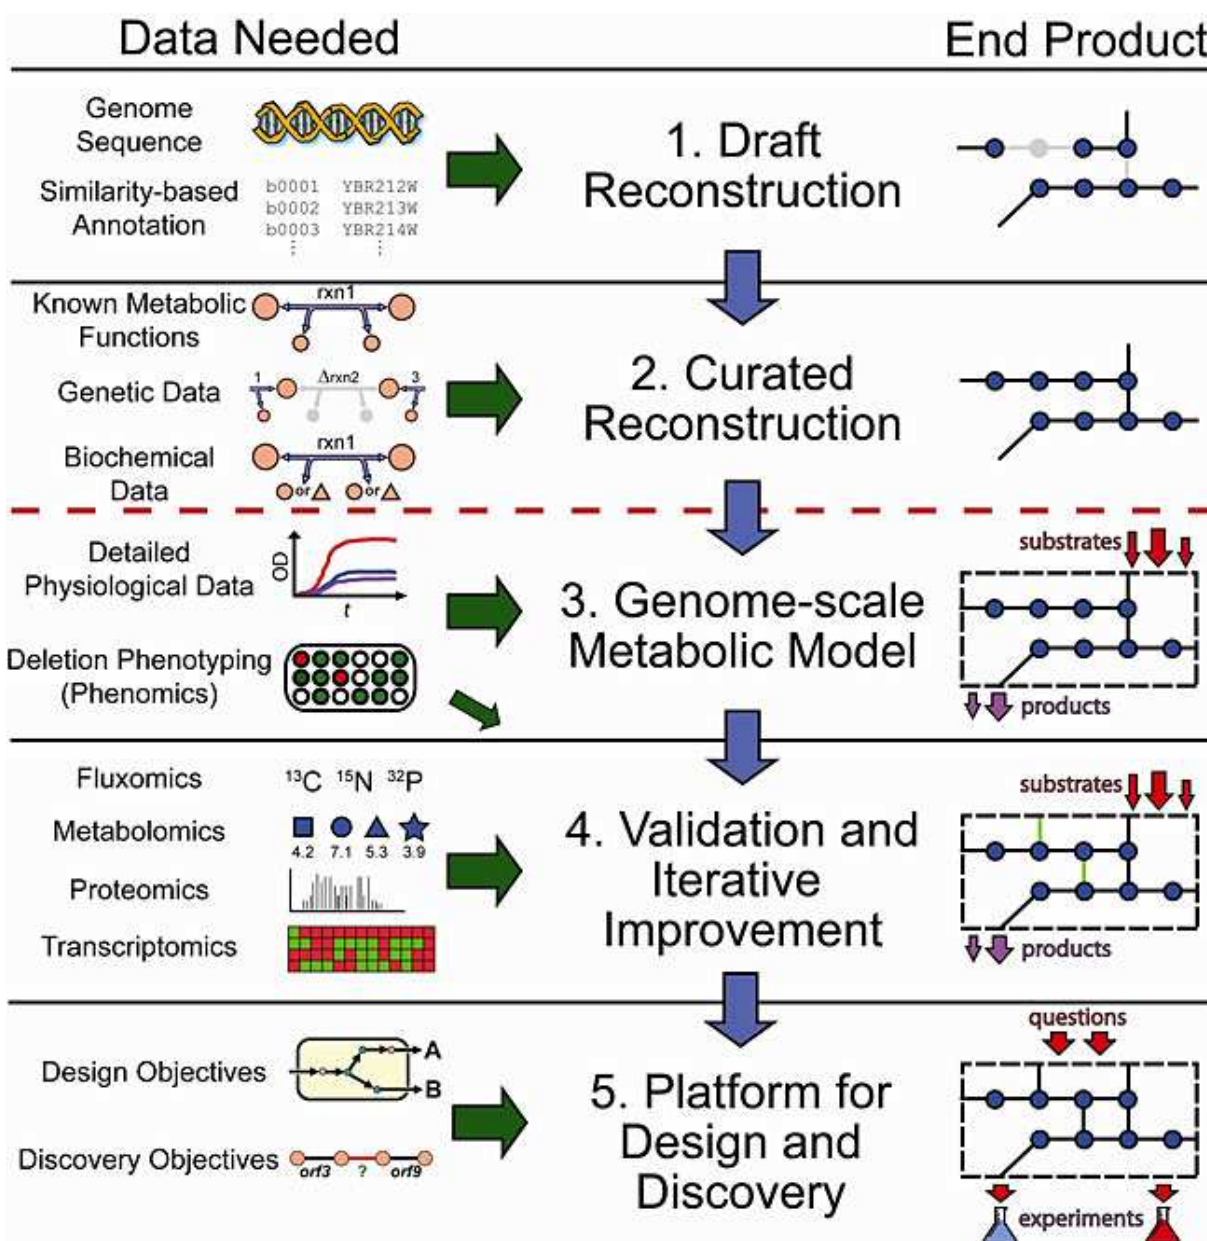 Data Needed
End Product
Genome
Sequence
Similarity-based
Annotation
b0001 YBR212W
b0002 YBR213W
b0003 YBR214W
1. Draft
Reconstruction
Known Metabolic
Functions
rxn1
Genetic Data
1
Δrxn2
3
Biochemical
Data
rxn1
or
or
2. Curated
Reconstruction
Detailed
Physiological Data
OD
t
Deletion Phenotyping
(Phenomics)
3. Genome-scale
Metabolic Model
substrates
products
Fluxomics
¹³C ¹⁵N ³²P
Metabolomics
4.2 7.1 5.3 3.9
Proteomics
Transcriptomics
4. Validation and
Iterative
Improvement
substrates
products
Design Objectives
A
B
Discovery Objectives
orf3 ? orf9
5. Platform for
Design and
Discovery
questions
experiments